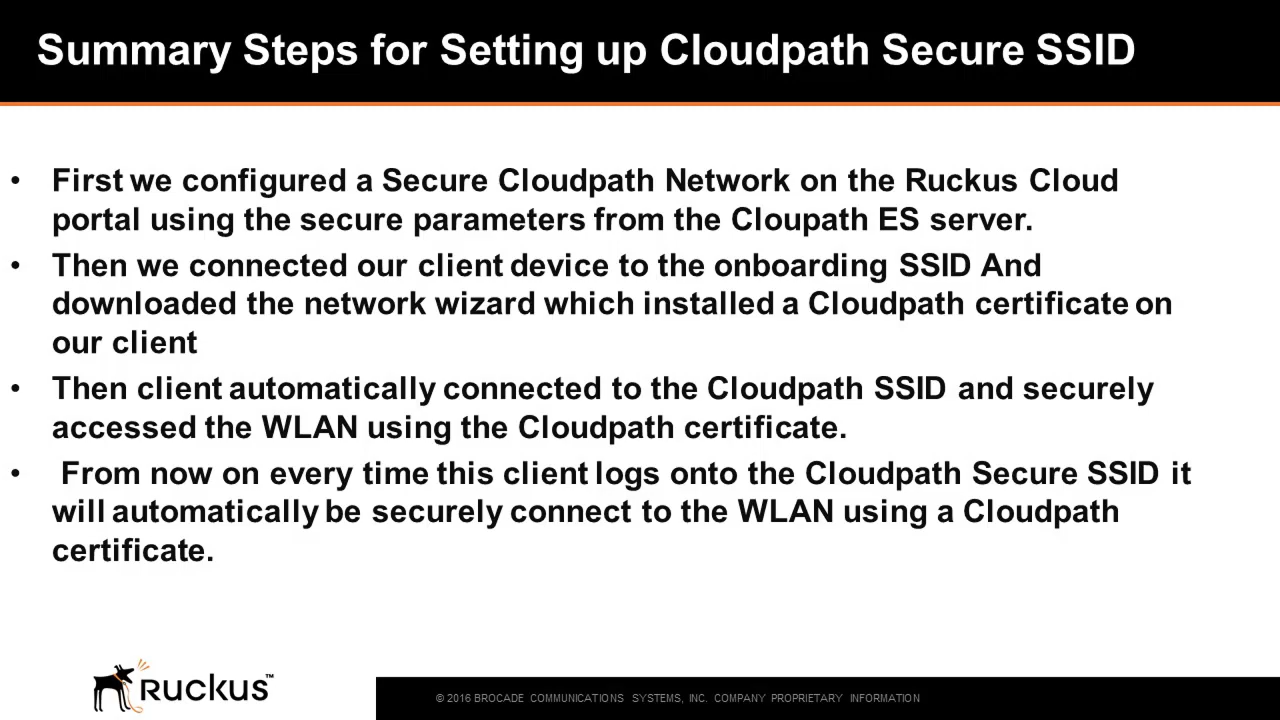 Summary Steps for Setting up Cloudpath Secure SSID
• First we configured a Secure Cloudpath Network on the Ruckus Cloud
portal using the secure parameters from the Cloupath ES server.
• Then we connected our client device to the onboarding SSID And
downloaded the network wizard which installed a Cloudpath certificate on
our client
• Then client automatically connected to the Cloudpath SSID and securely
accessed the WLAN using the Cloudpath certificate.
• From now on every time this client logs onto the Cloudpath Secure SSID it
will automatically be securely connect to the WLAN using a Cloudpath
certificate.
Ruckus™
© 2016 BROCADE COMMUNICATIONS SYSTEMS, INC. COMPANY PROPRIETARY INFORMATION